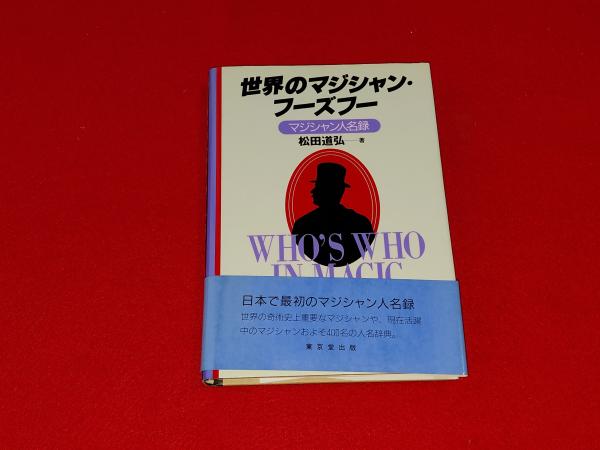 世界のマジシャン・
フーズフー
マジシャン人名録
松田道弘──著
WHO'S WHO
IN MAGIC
日本で最初のマジシャン人名録
世界の奇術史上重要なマジシャンや、現在活躍
中のマジシャンおよそ400名の人名辞典。
東京堂出版